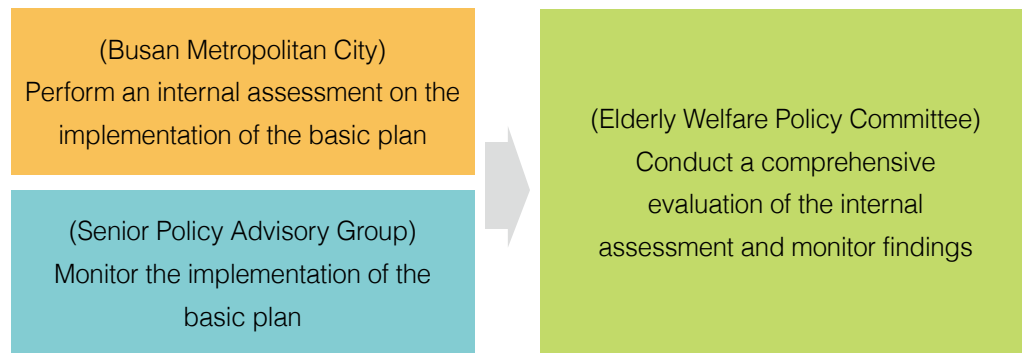 (Busan Metropolitan City)
Perform an internal assessment on the
implementation of the basic plan
(Senior Policy Advisory Group)
Monitor the implementation of the
basic plan
(Elderly Welfare Policy Committee)
Conduct a comprehensive
evaluation of the internal
assessment and monitor findings